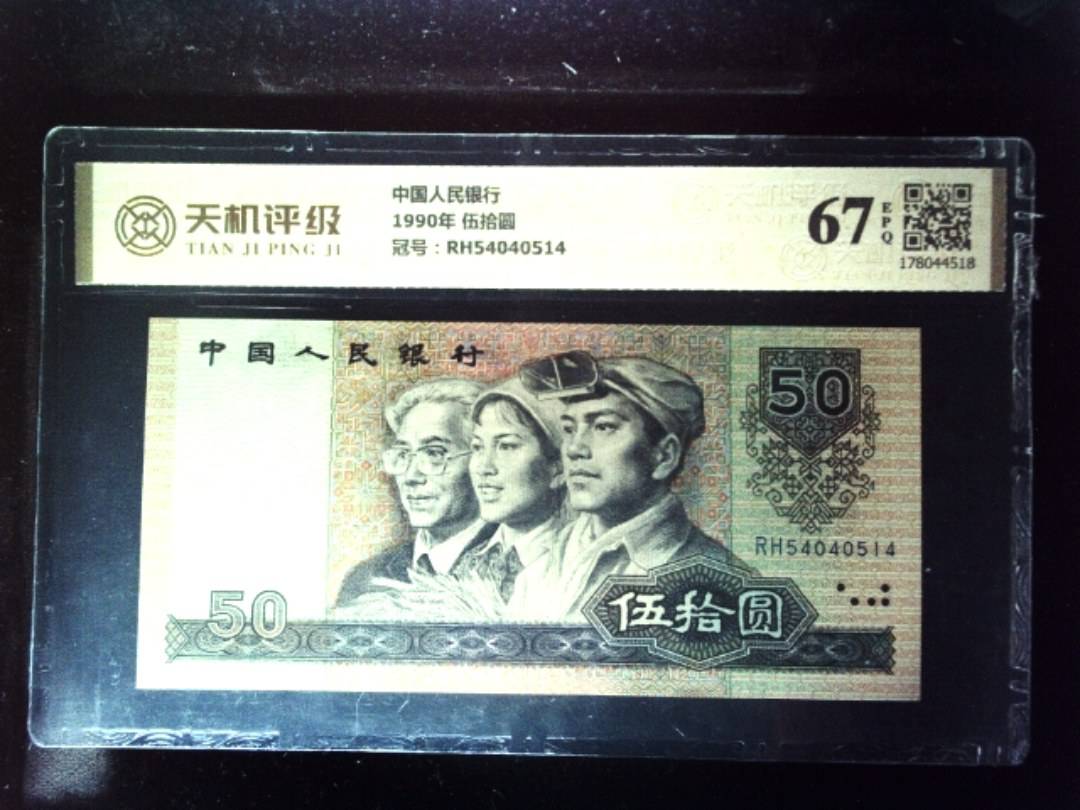 天机评级
TIAN JI PING JI
中国人民银行
1990年 伍拾圆
冠号：RH54040514
67
EPQ
178044518
中国人民银行
50
RH54040514
50
伍拾圆